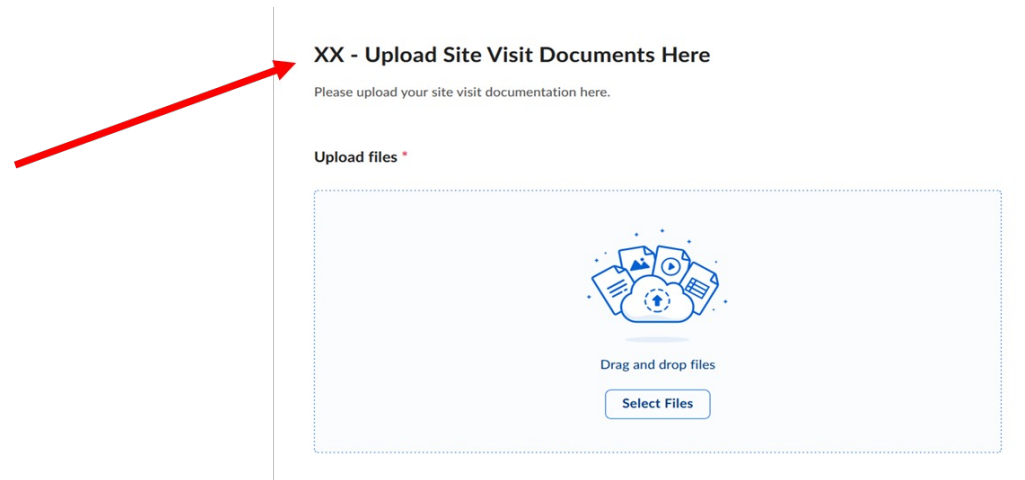 XX - Upload Site Visit Documents Here
Please upload your site visit documentation here.
Upload files *
Drag and drop files
Select Files